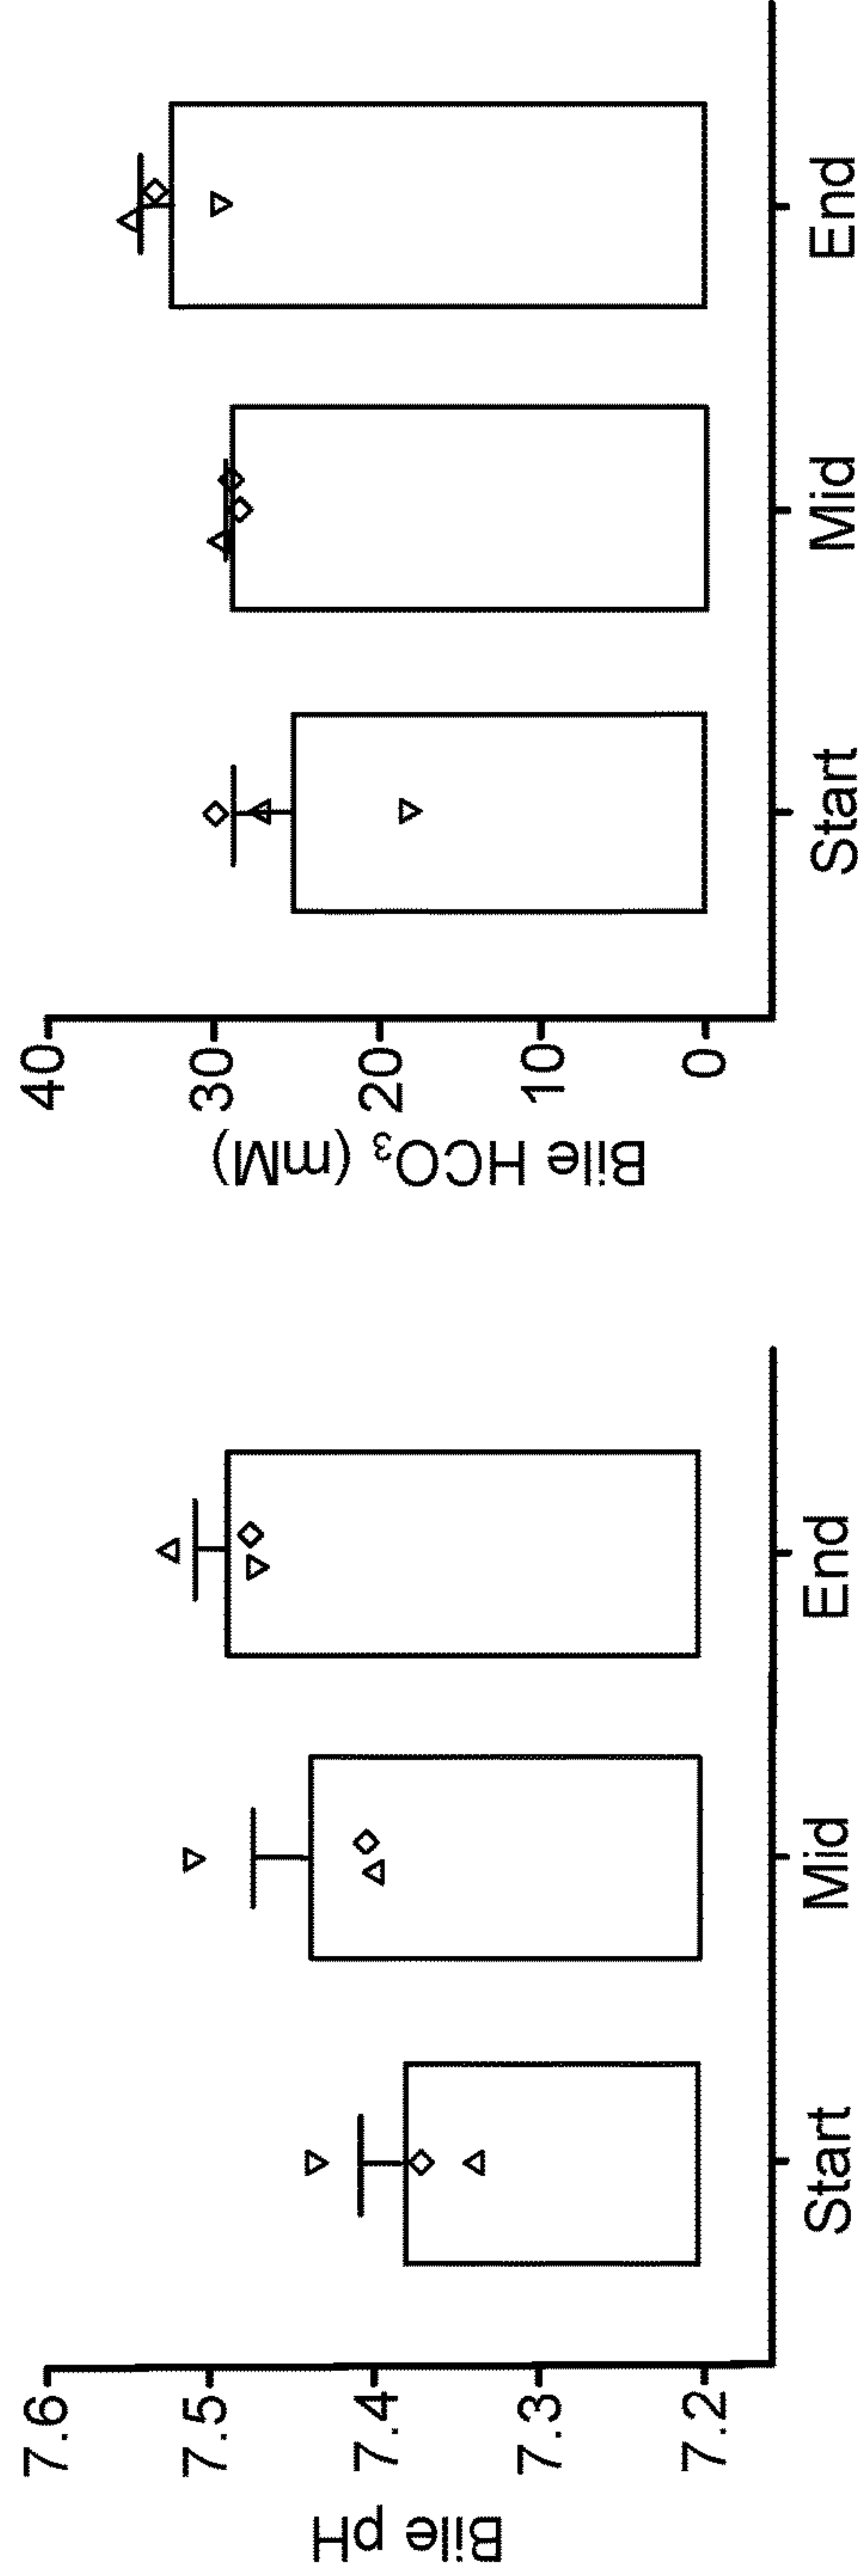 Bile pH
7.6
7.5
7.4
7.3
7.2
Start Mid End
Bile HCO₃ (mM)
40
30
20
10
0
Start Mid End